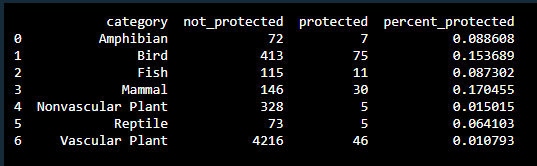 category not_protected protected percent_protected
0 Amphibian 72 7 0.088608
1 Bird 413 75 0.153689
2 Fish 115 11 0.087302
3 Mammal 146 30 0.170455
4 Nonvascular Plant 328 5 0.015015
5 Reptile 73 5 0.064103
6 Vascular Plant 4216 46 0.010793